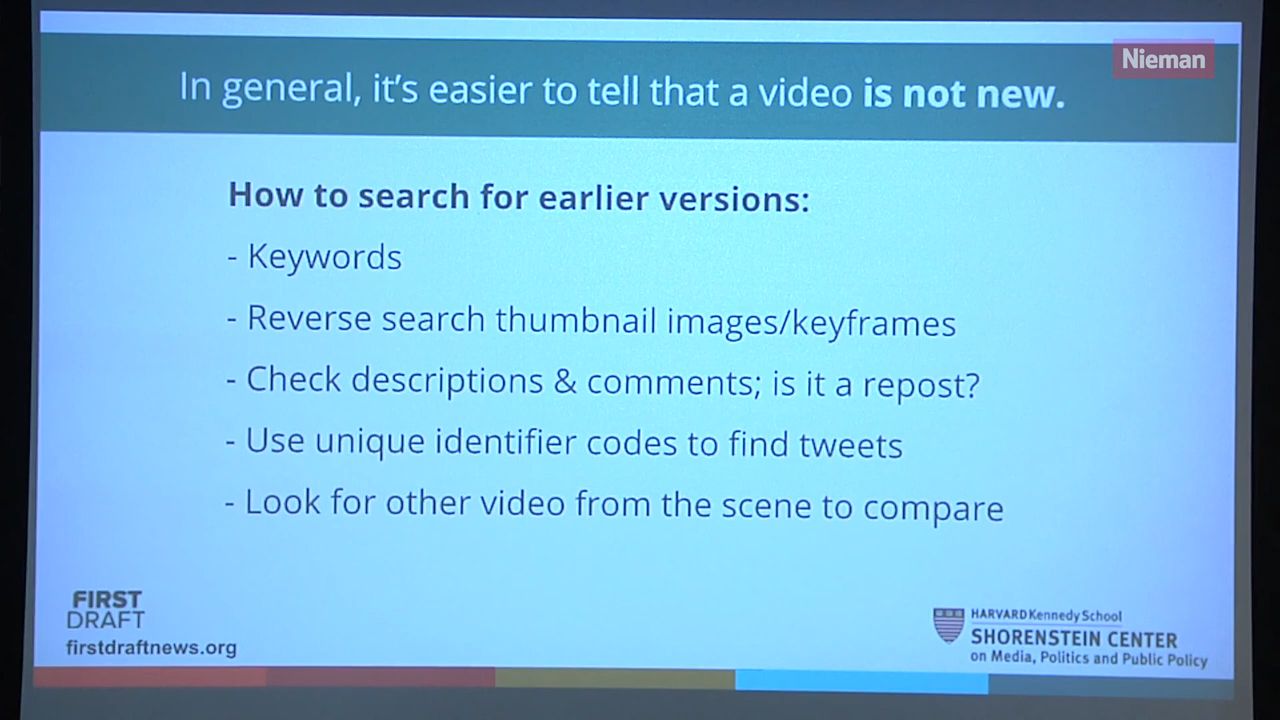 Nieman
In general, it's easier to tell that a video is not new.
How to search for earlier versions:
- Keywords
- Reverse search thumbnail images/keyframes
- Check descriptions & comments; is it a repost?
- Use unique identifier codes to find tweets
- Look for other video from the scene to compare
FIRST
DRAFT
firstdraftnews.org
HARVARD Kennedy School
SHORENSTEIN CENTER
on Media, Politics and Public Policy